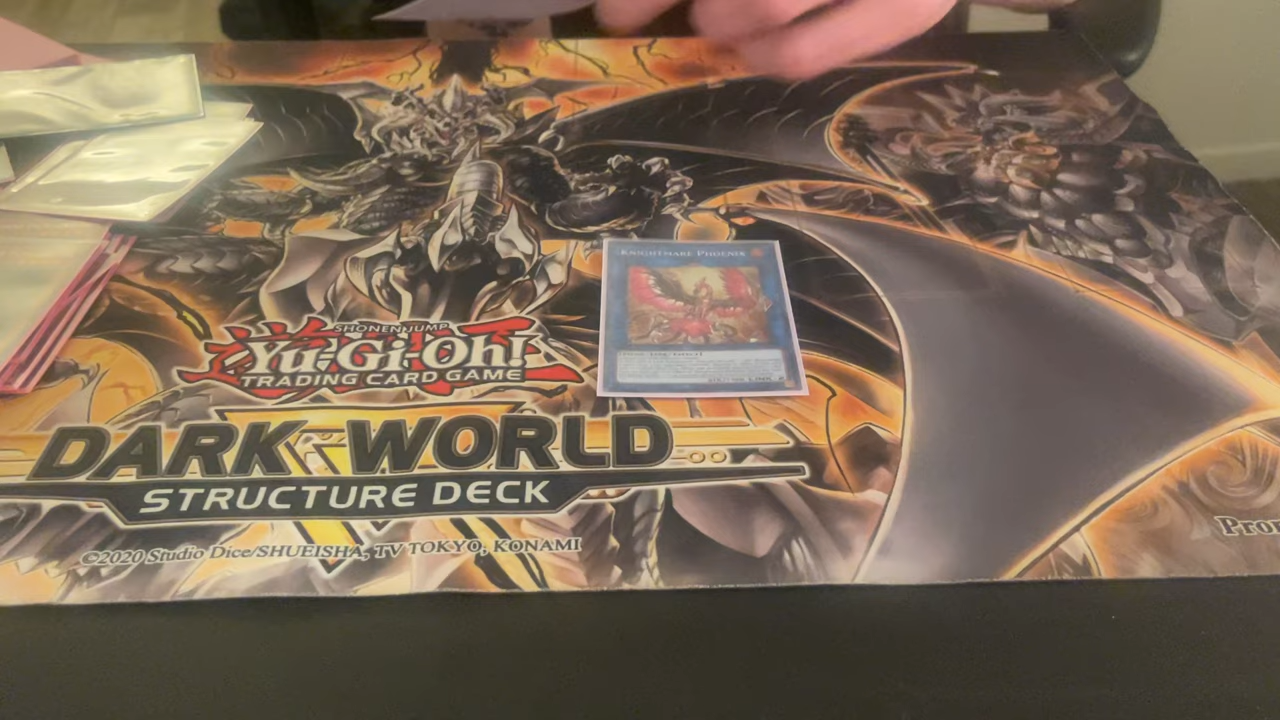 KNIGHTMARE PHOENIX
SHONEN JUMP
Yu-Gi-Oh!
TRADING CARD GAME
DARK WORLD
STRUCTURE DECK
©2020 Studio Dice/SHUEISHA, TV TOKYO, KONAMI